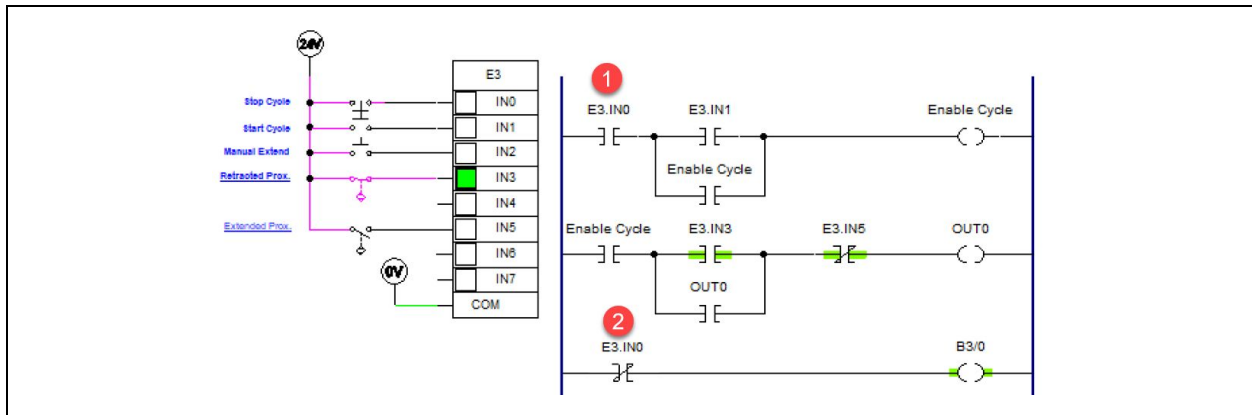 24V
E3
Stop Cycle
IN0
Start Cycle
IN1
Manual Extend
IN2
Retracted Prox.
IN3
IN4
Extended Prox.
IN5
IN6
0V
IN7
COM
1
E3.IN0 E3.IN1 Enable Cycle
Enable Cycle
Enable Cycle E3.IN3 E3.IN5 OUT0
OUT0
2
E3.IN0 B3/0